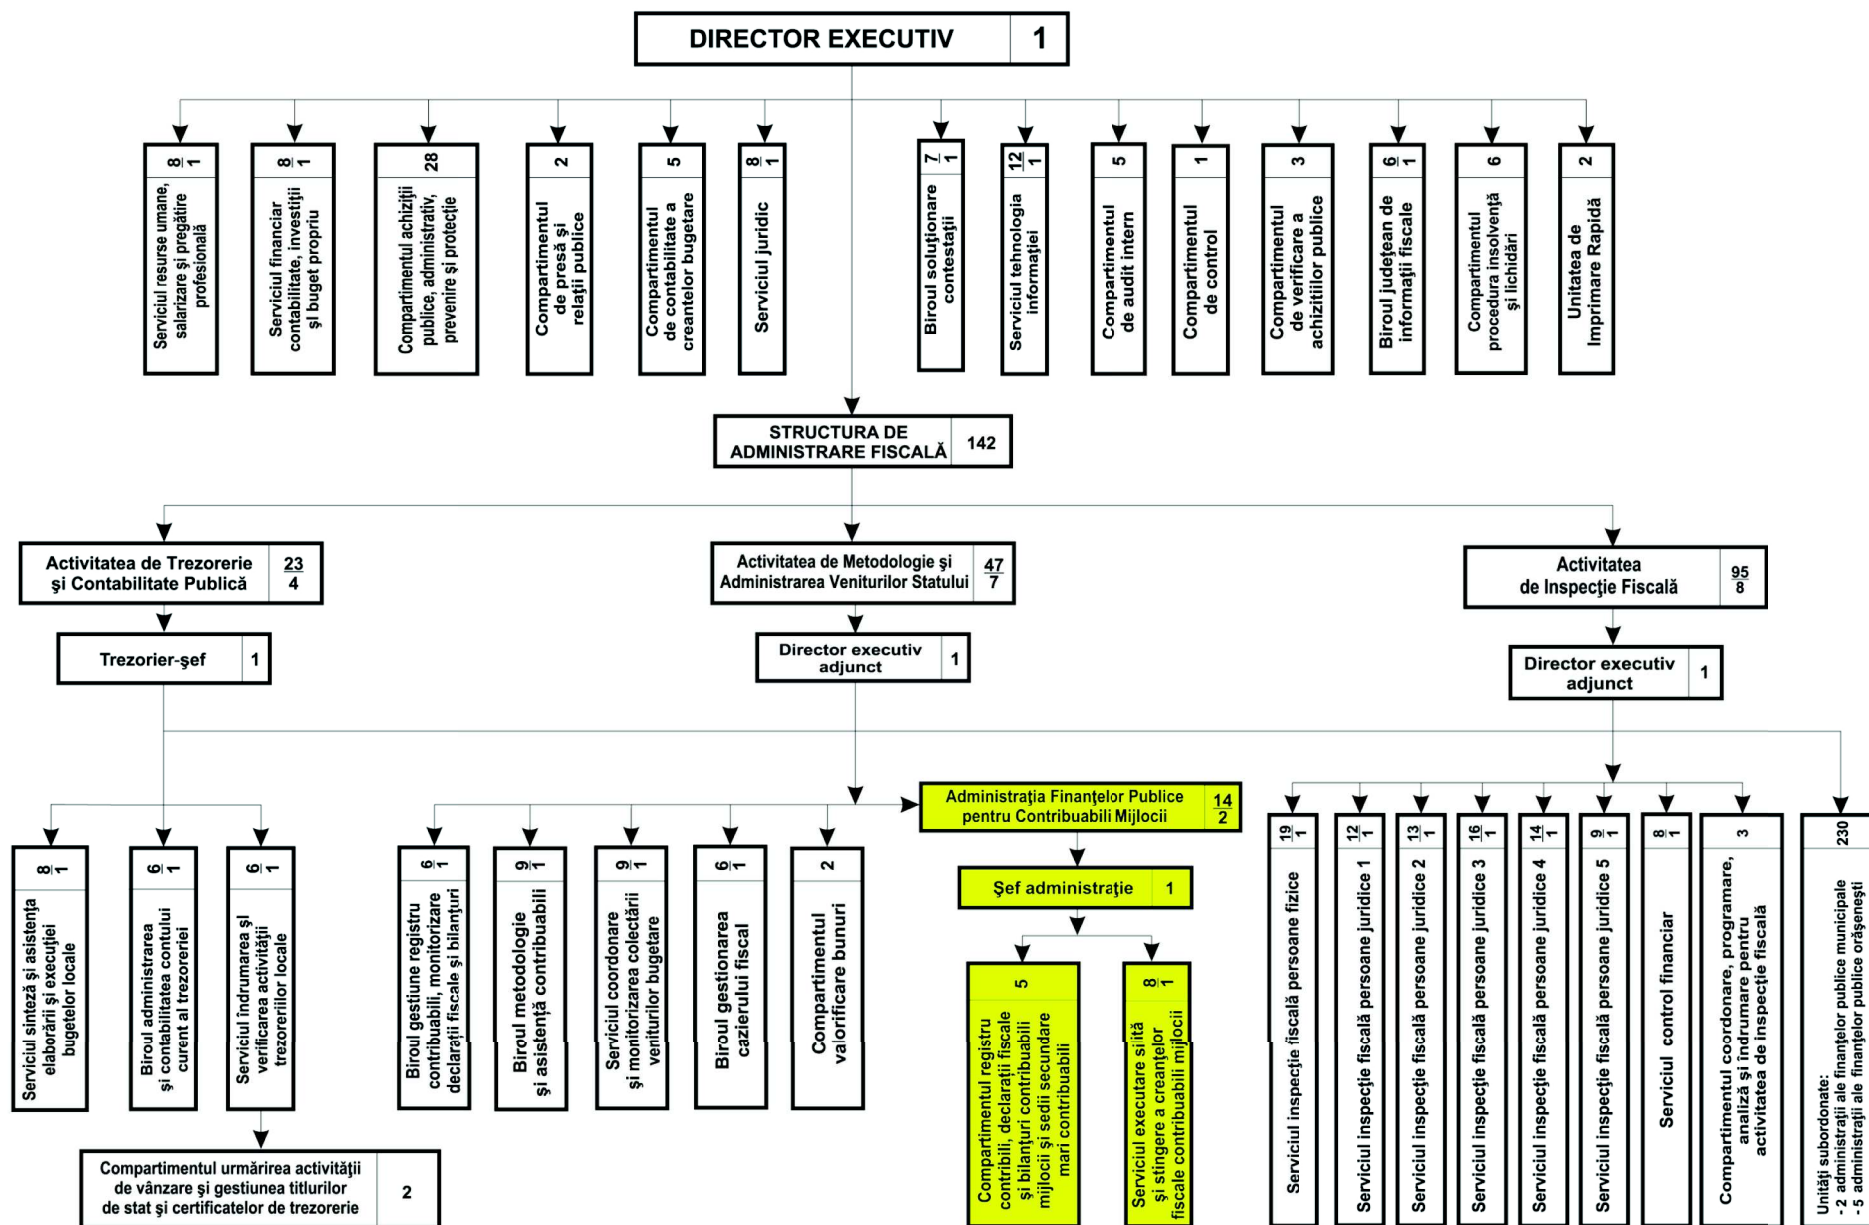 DIRECTOR EXECUTIV 1
8
1
Serviciul resurse umane,
salarizare şi pregătire
profesională
8
1
Serviciul financiar
contabilitate, investiţii
şi buget propriu
28
Compartimentul achiziţii
publice, administrativ,
prevenire şi protecţie
2
Compartimentul
de presă şi
relaţii publice
5
Compartimentul
de contabilitate a
creantelor bugetare
8
1
Serviciul juridic
7
1
Biroul soluţionare
contestaţii
12
1
Serviciul tehnologia
informaţiei
5
Compartimentul
de audit intern
1
Compartimentul
de control
3
Compartimentul
de verificare a
achizitiilor publice
6
1
Biroul judeţean de
informaţii fiscale
6
Compartimentul
procedura insolvenţă
şi lichidări
2
Unitatea de
Imprimare Rapidă
STRUCTURA DE
ADMINISTRARE FISCALĂ 142
Activitatea de Trezorerie
şi Contabilitate Publică
23
4
Activitatea de Metodologie şi
Administrarea Veniturilor Statului
47
7
Activitatea
de Inspecţie Fiscală
95
8
Trezorier-şef 1
Director executiv
adjunct 1
Director executiv
adjunct 1
8
1
Serviciul sinteză şi asistenţa
elaborării şi execuţiei
bugetelor locale
6
1
Biroul administrarea
şi contabilitatea contului
curent al trezoreriei
6
1
Serviciul îndrumarea şi
verificarea activităţii
trezoreriilor locale
Compartimentul urmărirea activităţii
de vânzare şi gestiunea titlurilor
de stat şi certificatelor de trezorerie
2
6
1
Biroul gestiune registru
contribuabili, monitorizare
declaraţii fiscale şi bilanţuri
9
1
Biroul metodologie
şi asistenţă contribuabili
9
1
Serviciul coordonare
şi monitorizarea colectării
veniturilor bugetare
6
1
Biroul gestionarea
cazierului fiscal
2
Compartimentul
valorificare bunuri
Administraţia Finanţelor Publice
pentru Contribuabili Mijlocii
14
2
Şef administraţie 1
5
Compartimentul registru
contribili, declaraţii fiscale
şi bilanţuri contribuabili
mijlocii şi sedii secundare
mari contribuabili
8
1
Serviciul executare silită
şi stingere a creanţelor
fiscale contribuabili mijlocii
19
1
Serviciul inspecţie fiscală persoane fizice
12
1
Serviciul inspecţie fiscală persoane juridice 1
13
1
Serviciul inspecţie fiscală persoane juridice 2
16
1
Serviciul inspecţie fiscală persoane juridice 3
14
1
Serviciul inspecţie fiscală persoane juridice 4
9
1
Serviciul inspecţie fiscală persoane juridice 5
8
1
Serviciul control financiar
3
Compartimentul coordonare, programare,
analiză şi îndrumare pentru
activitatea de inspecţie fiscală
230
Unităţi subordonate:
- 2 administraţii ale finanţelor publice municipale
- 5 administraţii ale finanţelor publice orăşeneşti